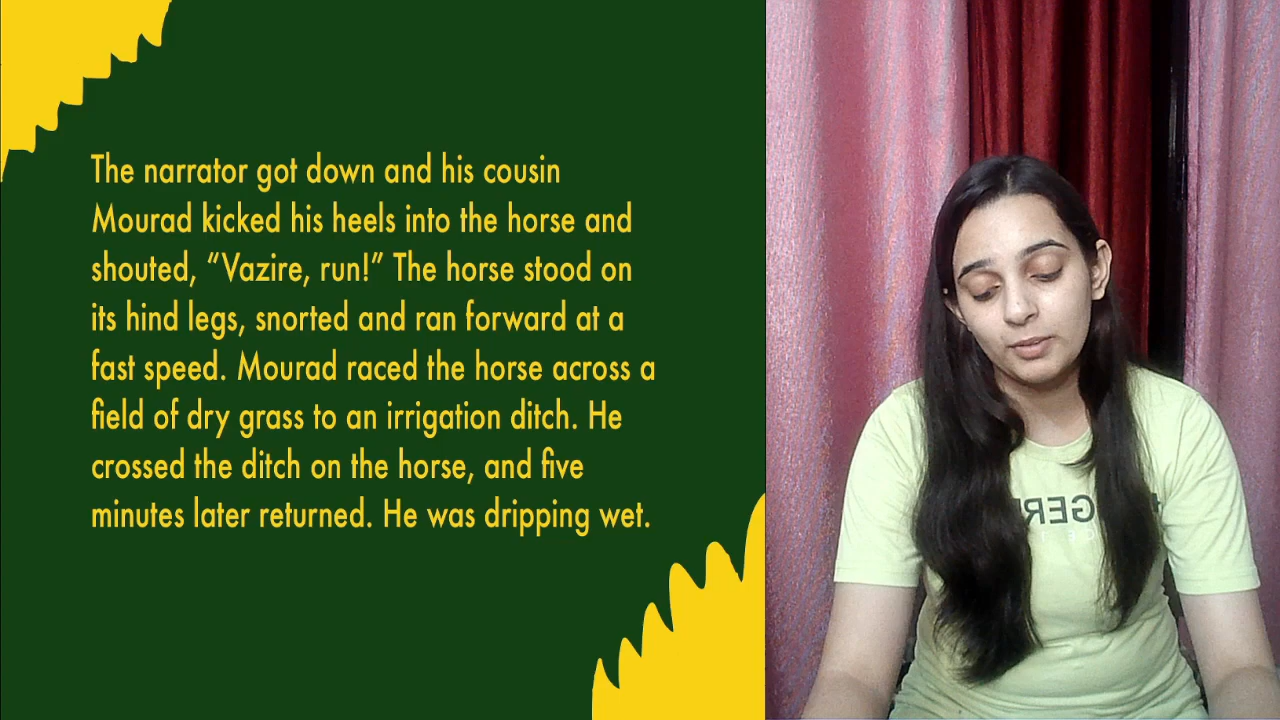 The narrator got down and his cousin
Mourad kicked his heels into the horse and
shouted, “Vazire, run!” The horse stood on
its hind legs, snorted and ran forward at a
fast speed. Mourad raced the horse across a
field of dry grass to an irrigation ditch. He
crossed the ditch on the horse, and five
minutes later returned. He was dripping wet.